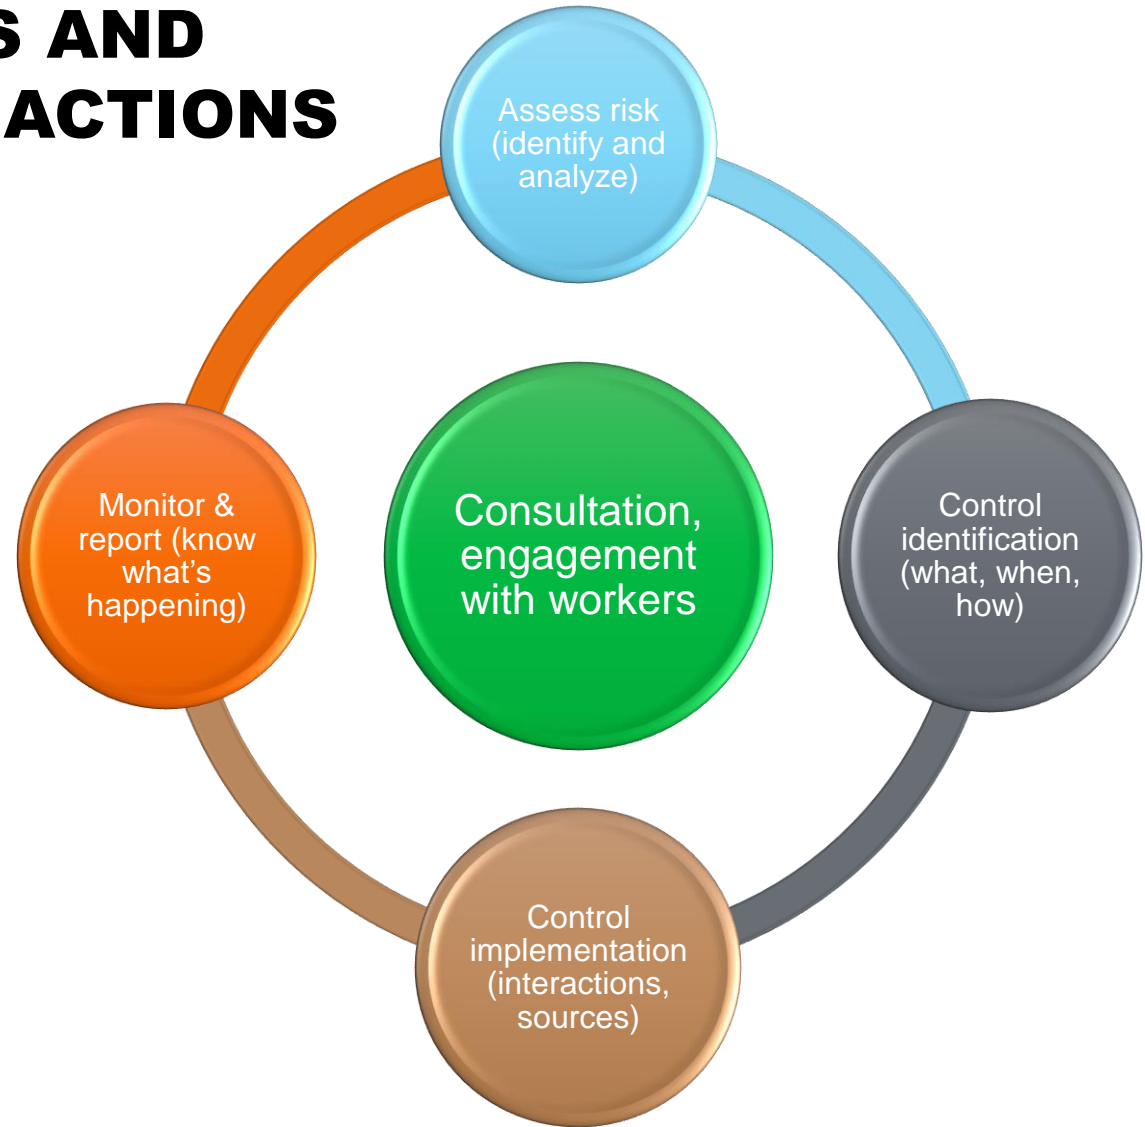 S AND
ACTIONS
Assess risk
(identify and
analyze)
Monitor &
report (know
what's
happening)
Consultation,
engagement
with workers
Control
identification
(what, when,
how)
Control
implementation
(interactions,
sources)